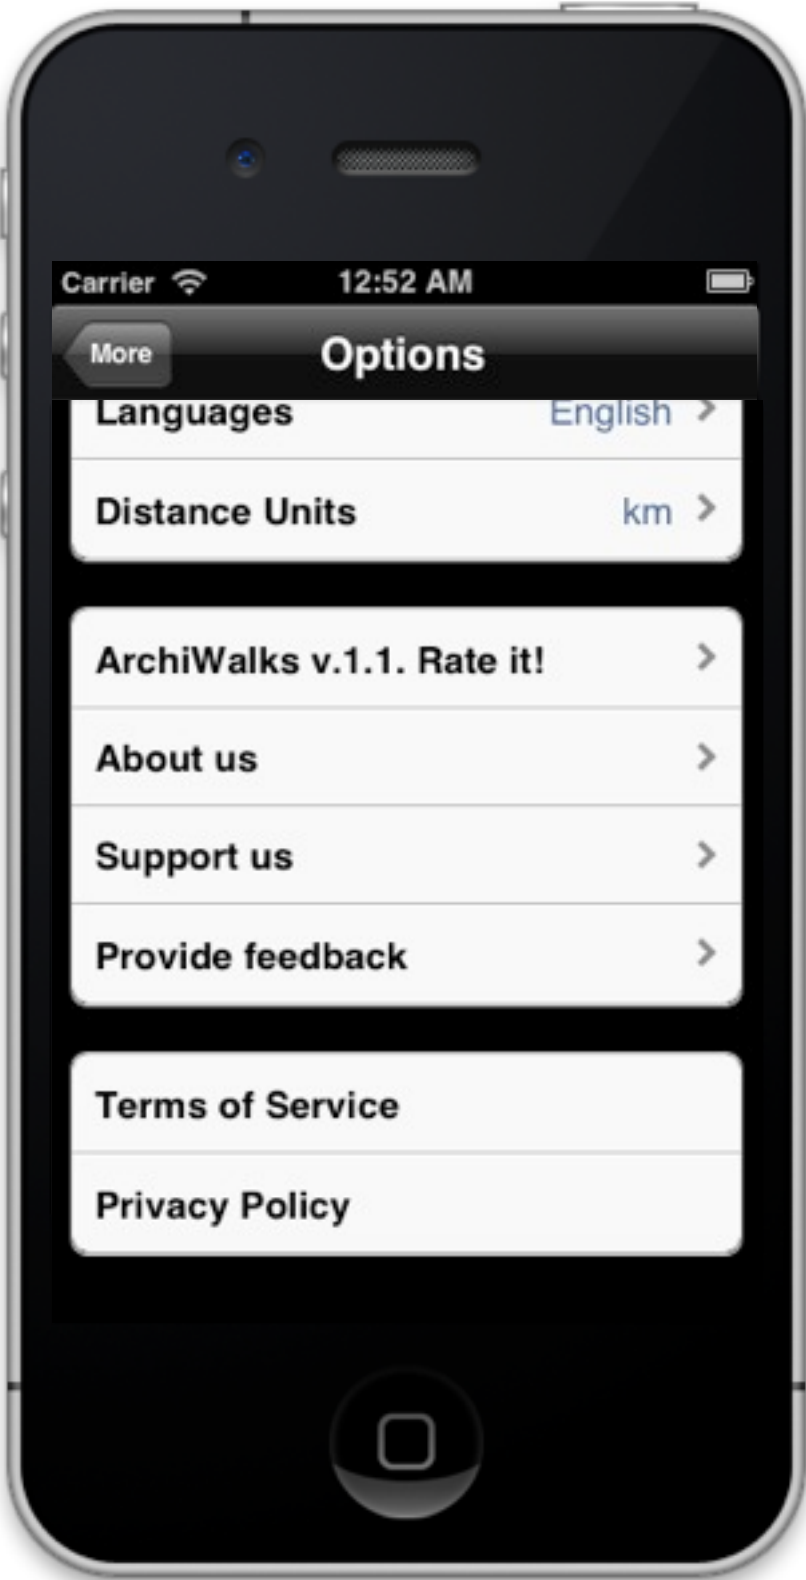 Carrier 12:52 AM
More Options
Languages English
Distance Units km
ArchiWalks v.1.1. Rate it!
About us
Support us
Provide feedback
Terms of Service
Privacy Policy